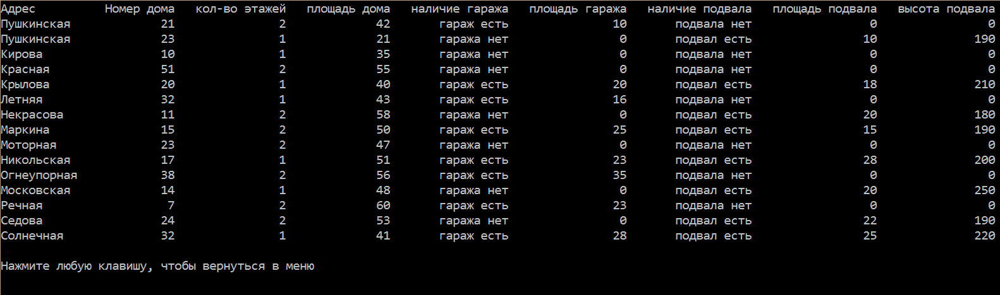 Адрес Номер дома кол-во этажей площадь дома наличие гаража площадь гаража наличие подвала площадь подвала высота подвала
Пушкинская 21 2 42 гараж есть 10 подвала нет 0 0
Пушкинская 23 1 21 гаража нет 0 подвал есть 10 190
Кирова 10 1 35 гаража нет 0 подвала нет 0 0
Красная 51 2 55 гаража нет 0 подвала нет 0 0
Крылова 20 1 40 гараж есть 20 подвал есть 18 210
Летняя 32 1 43 гараж есть 16 подвала нет 0 0
Некрасова 11 2 58 гаража нет 0 подвал есть 20 180
Маркина 15 2 50 гараж есть 25 подвал есть 15 190
Моторная 23 2 47 гаража нет 0 подвала нет 0 0
Никольская 17 1 51 гараж есть 23 подвал есть 28 200
Огнеупорная 38 2 56 гараж есть 35 подвала нет 0 0
Московская 14 1 48 гаража нет 0 подвал есть 20 250
Речная 7 2 60 гараж есть 23 подвала нет 0 0
Седова 24 2 53 гаража нет 0 подвал есть 22 190
Солнечная 32 1 41 гараж есть 28 подвал есть 25 220
Нажмите любую клавишу, чтобы вернуться в меню